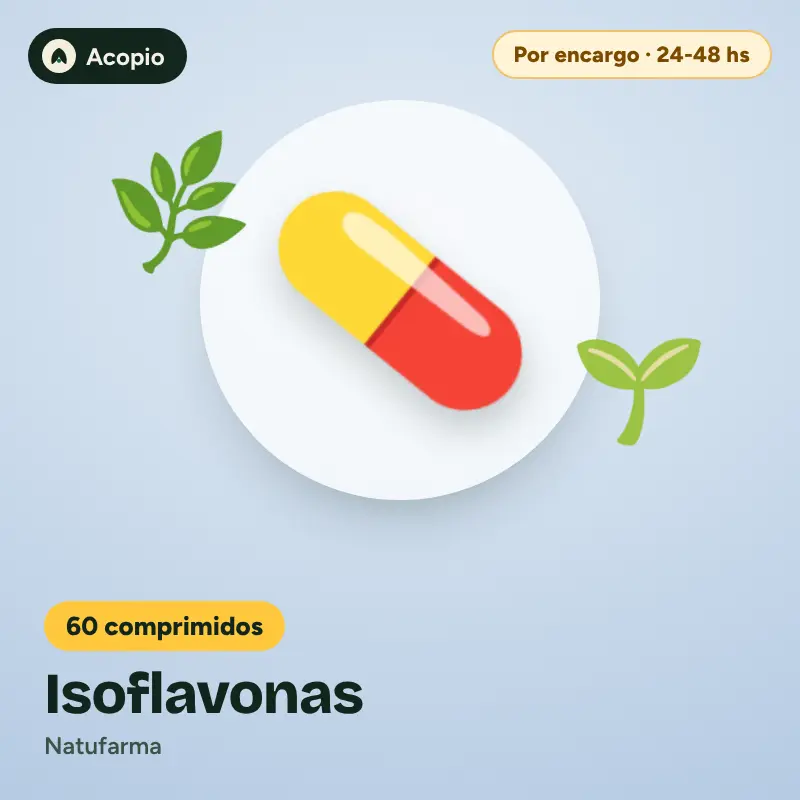 Acopio
Por encargo · 24-48 hs
60 comprimidos
Isoflavonas
Natufarma